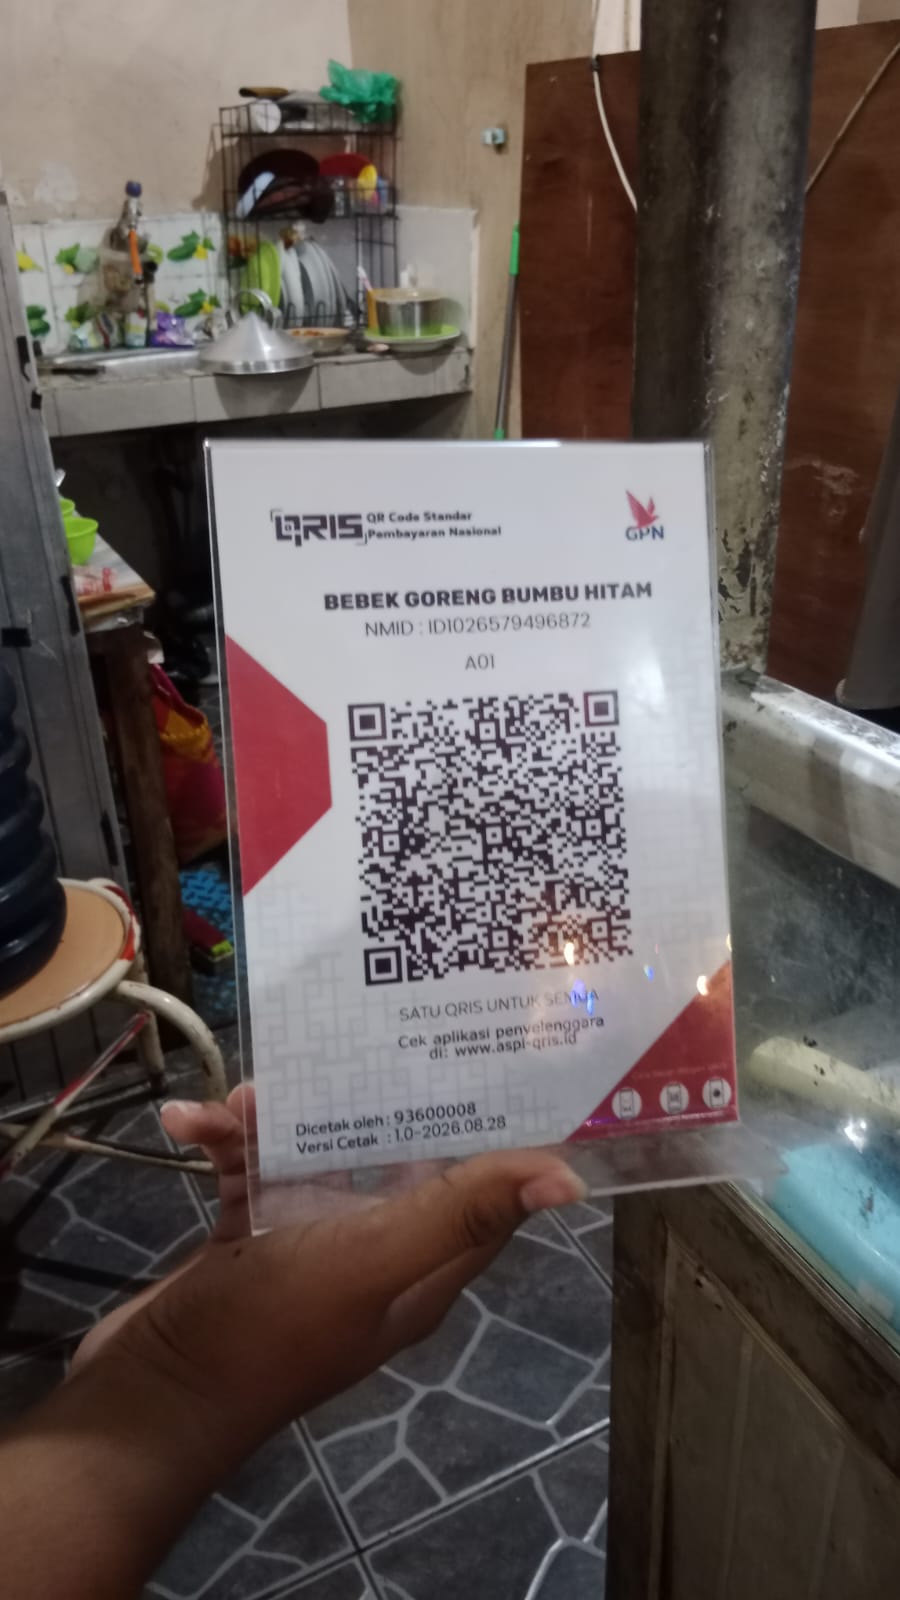 QRIS QR Code Standar
Pembayaran Nasional
GPN
BEBEK GORENG BUMBU HITAM
NMID : ID1026579496872
A01
SATU QRIS UNTUK SEMUA
Cek aplikasi penyelenggara
di: www.aspi-qris.id
Dicetak oleh : 93600008
Versi Cetak : 1.0-2026.08.28